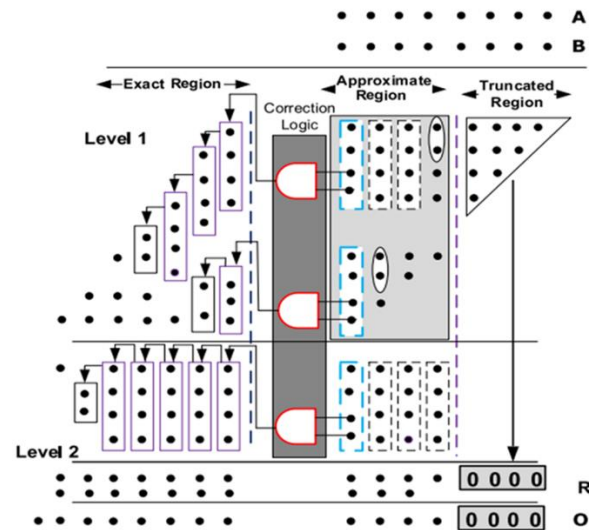 A
B
Exact Region
Approximate
Region
Truncated
Region
Correction
Logic
Level 1
Level 2
0 0 0 0
R
0 0 0 0
O